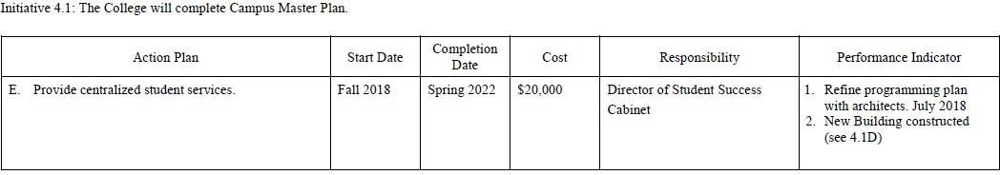 Initiative 4.1: The College will complete Campus Master Plan.
Action Plan
Start Date
Completion
Date
Cost
Responsibility
Performance Indicator
E. Provide centralized student services.
Fall 2018
Spring 2022
$20,000
Director of Student Success
Cabinet
1. Refine programming plan
with architects. July 2018
2. New Building constructed
(see 4.1D)